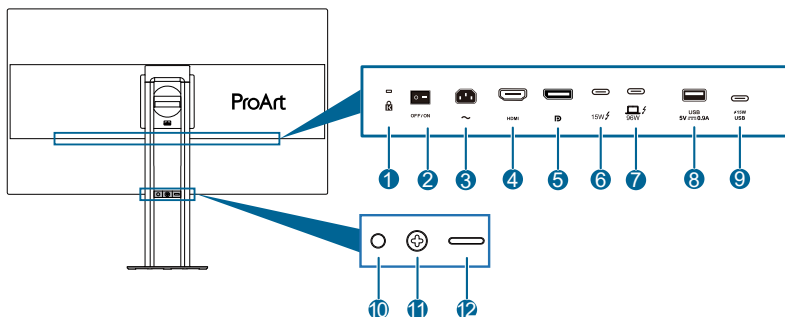 ProArt
OFF/ON
HDMI
15W
96W
USB
5V⎓0.9A
15W
USB
1
2
3
4
5
6
7
8
9
10
11
12